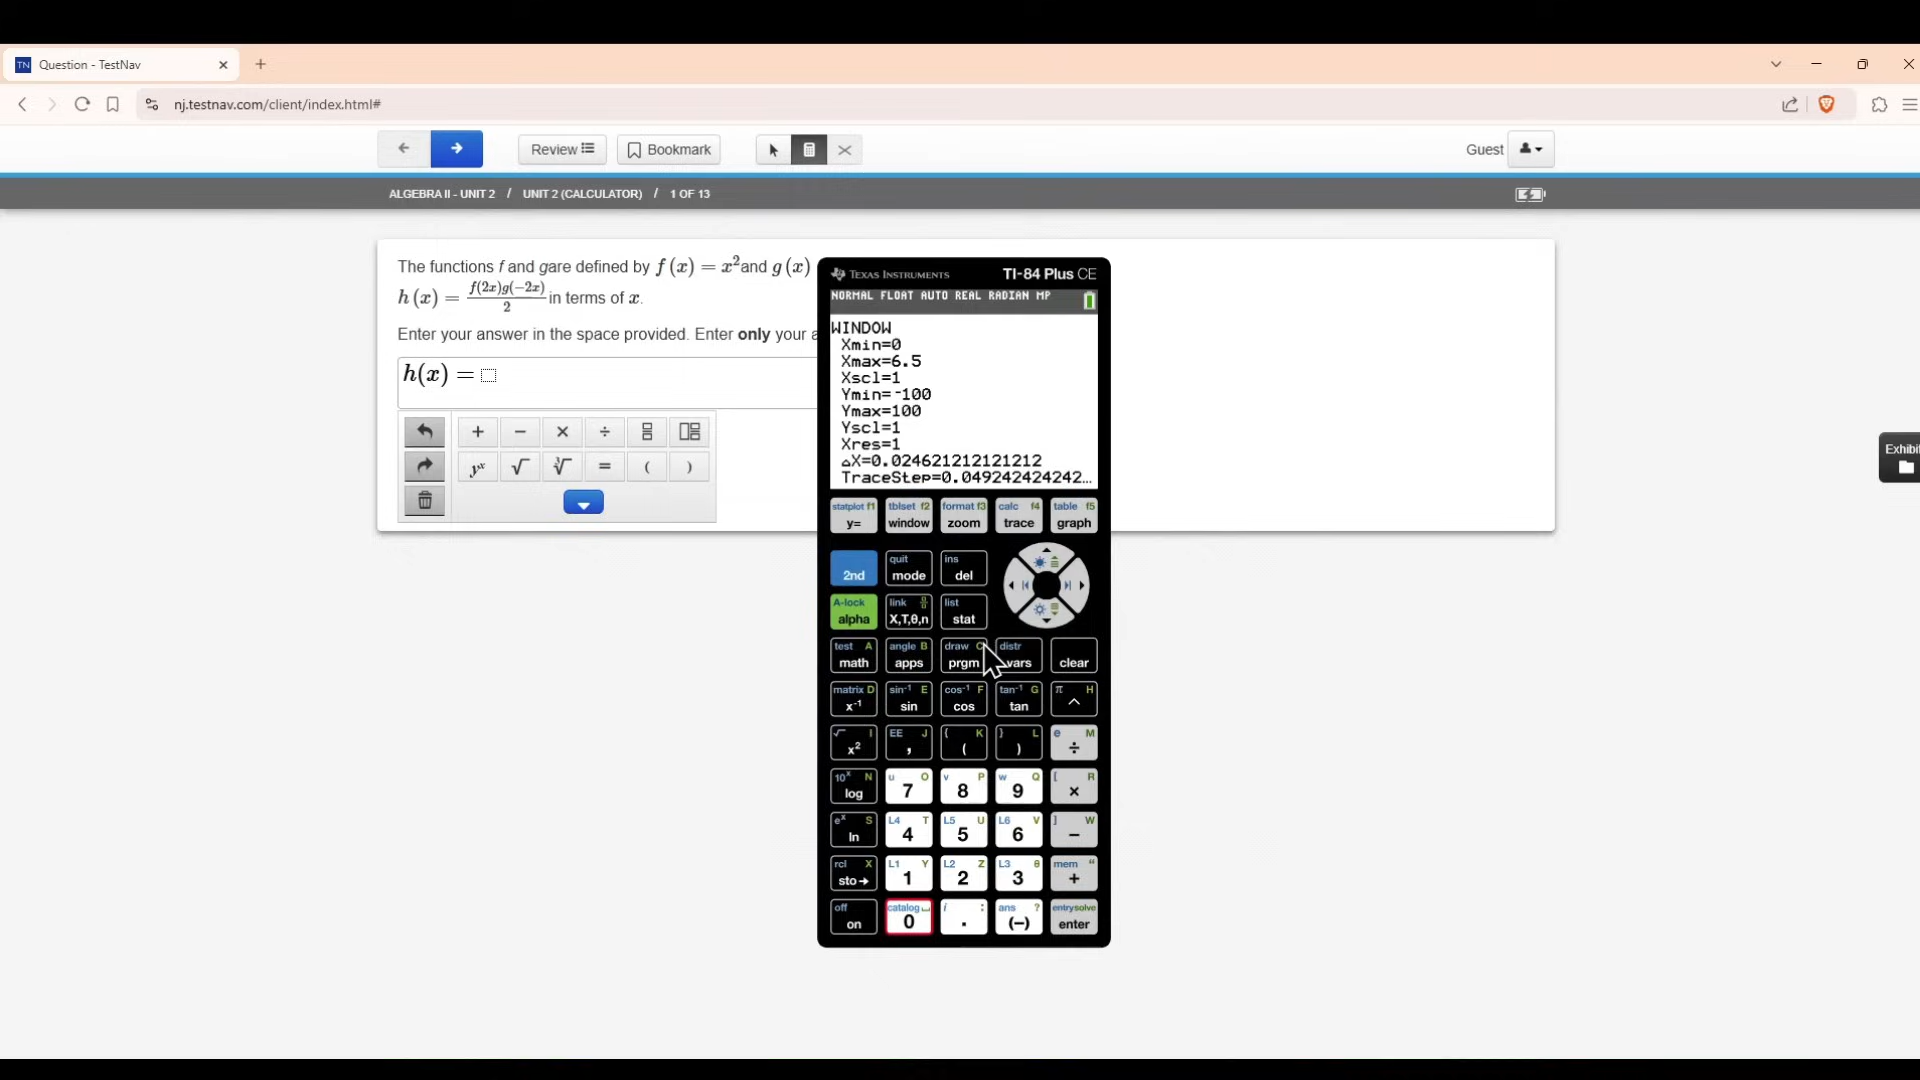 TN Question - TestNav
nj.testnav.com/client/index.html#
Review Bookmark Guest
ALGEBRA II - UNIT 2 / UNIT 2 (CALCULATOR) / 1 OF 13
The functions f and gare defined by f(x) = x²and g(x)
h(x) = f(2x)g(−2x)/2 in terms of x.
Enter your answer in the space provided. Enter only your a
h(x) =
+ − × ÷
yˣ √ ∛ = ( )
Exhibi
TEXAS INSTRUMENTS TI-84 Plus CE
NORMAL FLOAT AUTO REAL RADIAN MP
WINDOW
Xmin=0
Xmax=6.5
Xscl=1
Ymin=-100
Ymax=100
Yscl=1
Xres=1
△X=0.024621212121212
TraceStep=0.049242424242...
statplot f1 tblset f2 format f3 calc f4 table f5
y= window zoom trace graph
quit ins
2nd mode del
A-lock link list
alpha X,T,θ,n stat
test A angle B draw C distr
math apps prgm vars clear
matrix D sin⁻¹ E cos⁻¹ F tan⁻¹ G π H
x⁻¹ sin cos tan ^
√ I EE J { K } L e M
x² , ( ) ÷
10ˣ N u O v P w Q [ R
log 7 8 9 ×
eˣ S L4 T L5 U L6 V ] W
ln 4 5 6 −
rcl X L1 Y L2 Z L3 θ mem "
sto→ 1 2 3 +
off catalog i : ans ? entry solve
on 0 . (−) enter